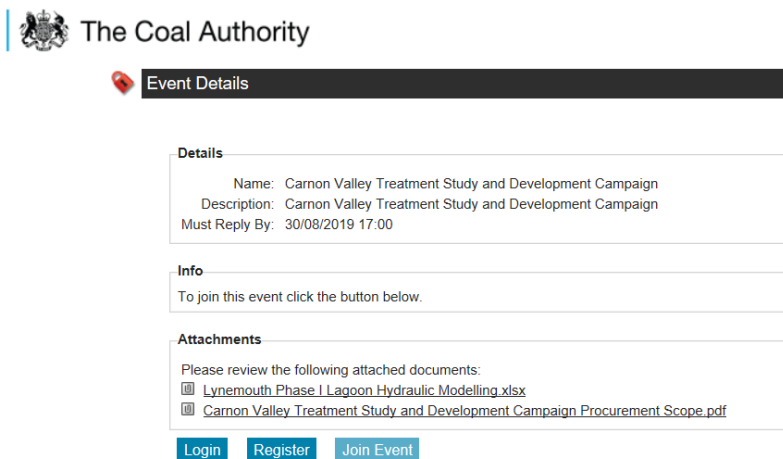 The Coal Authority
Event Details
Details
Name: Carnon Valley Treatment Study and Development Campaign
Description: Carnon Valley Treatment Study and Development Campaign
Must Reply By: 30/08/2019 17:00
Info
To join this event click the button below.
Attachments
Please review the following attached documents:
Lynemouth Phase I Lagoon Hydraulic Modelling.xlsx
Carnon Valley Treatment Study and Development Campaign Procurement Scope.pdf
Login Register Join Event